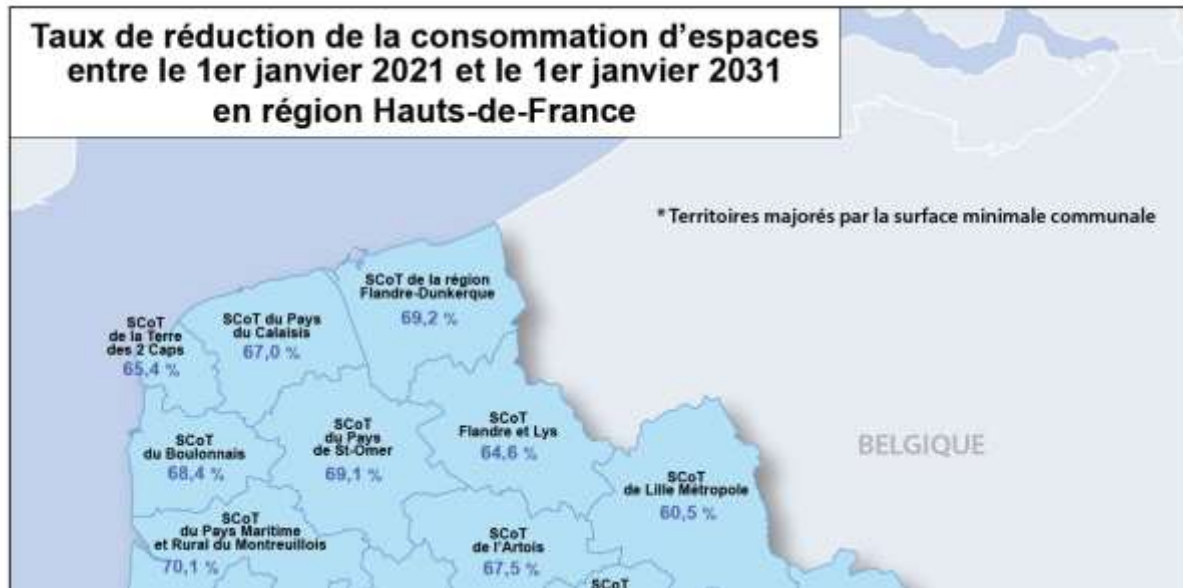 Taux de réduction de la consommation d'espaces
entre le 1er janvier 2021 et le 1er janvier 2031
en région Hauts-de-France
* Territoires majorés par la surface minimale communale
SCoT de la région
Flandre-Dunkerque
69,2 %
SCoT
de la Terre
des 2 Caps
65,4 %
SCoT du Pays
du Calaisis
67,0 %
SCoT
du Boulonnais
68,4 %
SCoT
du Pays
de St-Omer
69,1 %
SCoT
Flandre et Lys
64,6 %
BELGIQUE
SCoT
de Lille Métropole
60,5 %
SCoT
du Pays Maritime
et Rural du Montreuillois
70,1 %
SCoT
de l'Artois
67,5 %
SCoT